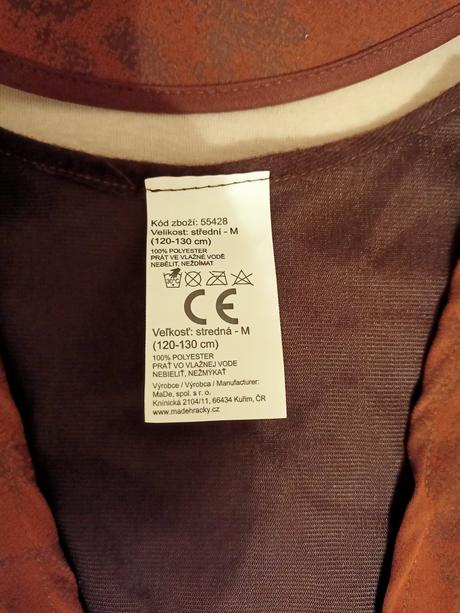 Kód zboží: 55428
Velikost: střední - M
(120-130 cm)
100% POLYESTER
PRÁT VE VLAŽNÉ VODĚ
NEBĚLIT, NEŽDÍMAT
CE
Veľkosť: stredná - M
(120-130 cm)
100% POLYESTER
PRAŤ VO VLAŽNEJ VODE
NEBIELIŤ, NEŽMÝKAŤ
Výrobce / Výrobca / Manufacturer:
MaDe, spol. s r. o.
Knínická 2104/11, 66434 Kuřim, ČR
www.madehracky.cz